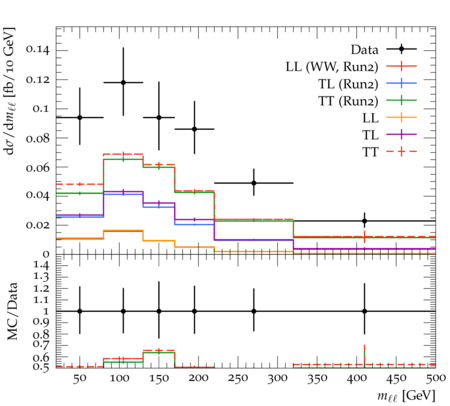 dσ/dmℓℓ [fb/10 GeV]
0.14
0.12
0.1
0.08
0.06
0.04
0.02
0
Data
LL (WW, Run2)
TL (Run2)
TT (Run2)
LL
TL
TT
MC/Data
1.4
1.3
1.2
1.1
1
0.9
0.8
0.7
0.6
0.5
50 100 150 200 250 300 350 400 450 500
mℓℓ [GeV]